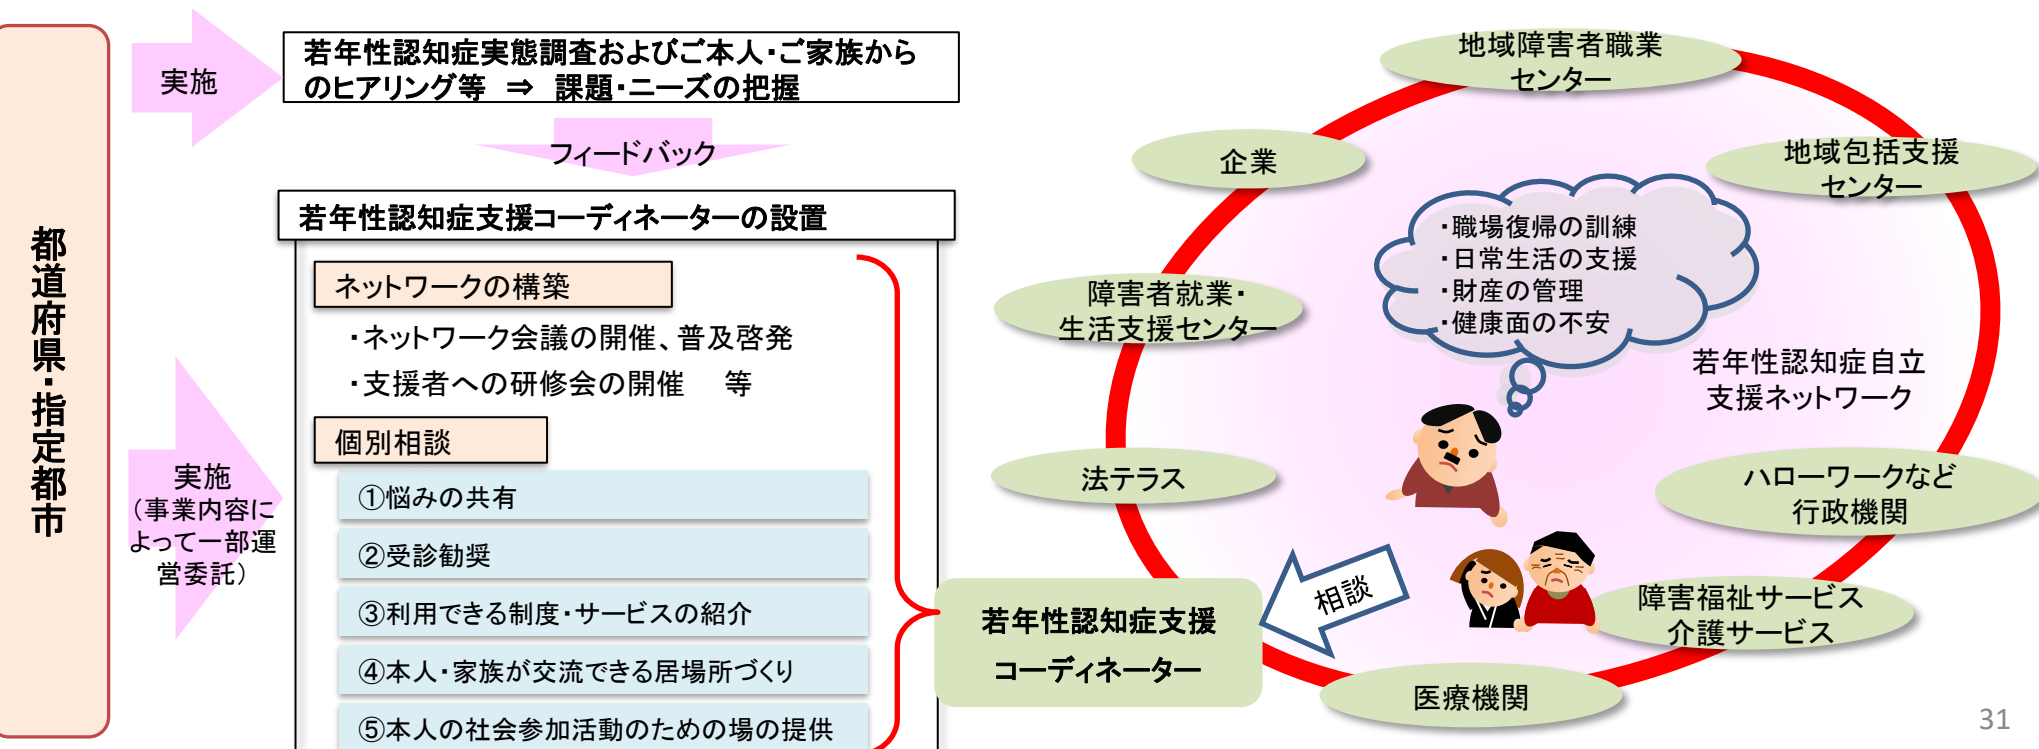 都道府県・指定都市
実施
若年性認知症実態調査およびご本人・ご家族から
のヒアリング等　⇒　課題・ニーズの把握
フィードバック
実施
（事業内容に
よって一部運
営委託）
若年性認知症支援コーディネーターの設置
ネットワークの構築
・ネットワーク会議の開催、普及啓発
・支援者への研修会の開催　等
個別相談
①悩みの共有
②受診勧奨
③利用できる制度・サービスの紹介
④本人・家族が交流できる居場所づくり
⑤本人の社会参加活動のための場の提供
若年性認知症支援
コーディネーター
相談
地域障害者職業
センター
企業
地域包括支援
センター
障害者就業・
生活支援センター
・職場復帰の訓練
・日常生活の支援
・財産の管理
・健康面の不安
若年性認知症自立
支援ネットワーク
法テラス
ハローワークなど
行政機関
障害福祉サービス
介護サービス
医療機関
31